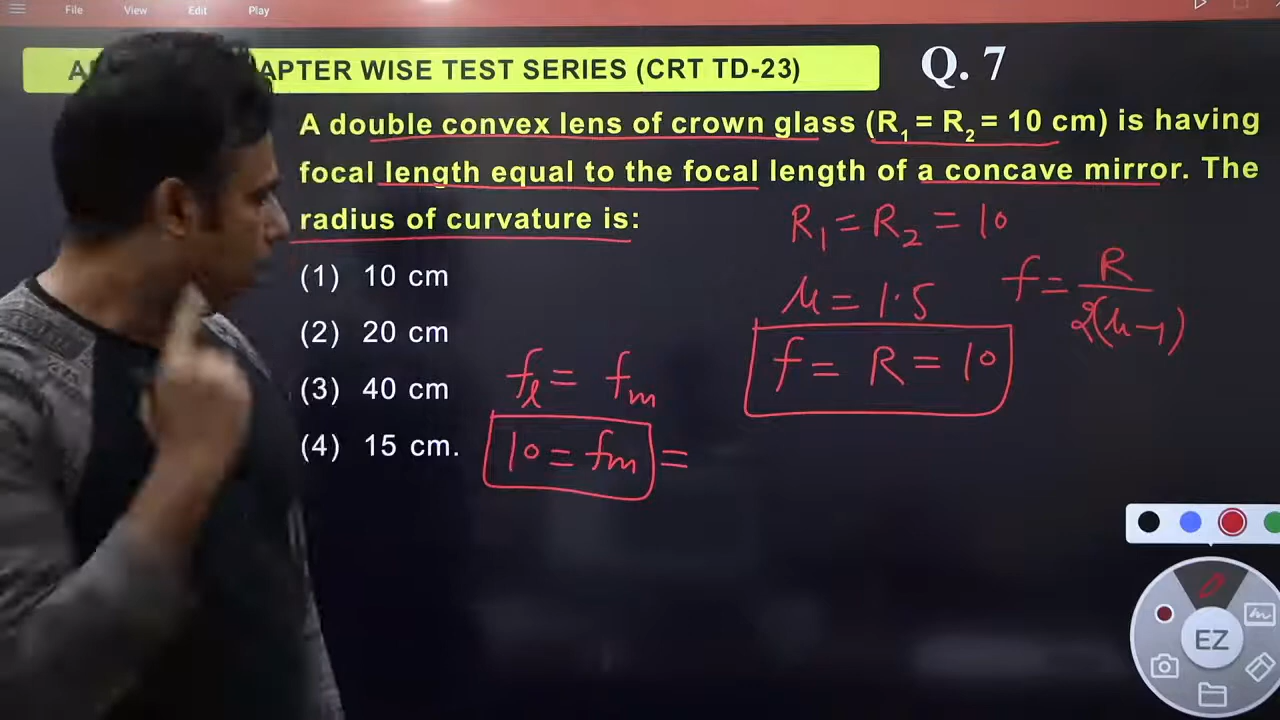 File View Edit Play
APTER WISE TEST SERIES (CRT TD-23)
Q. 7
A double convex lens of crown glass (R₁ = R₂ = 10 cm) is having
focal length equal to the focal length of a concave mirror. The
radius of curvature is:
R₁ = R₂ = 10
(1) 10 cm
μ = 1.5
f = R / 2(μ-1)
(2) 20 cm
f = R = 10
(3) 40 cm
fₗ = fₘ
(4) 15 cm.
10 = fm =
EZ